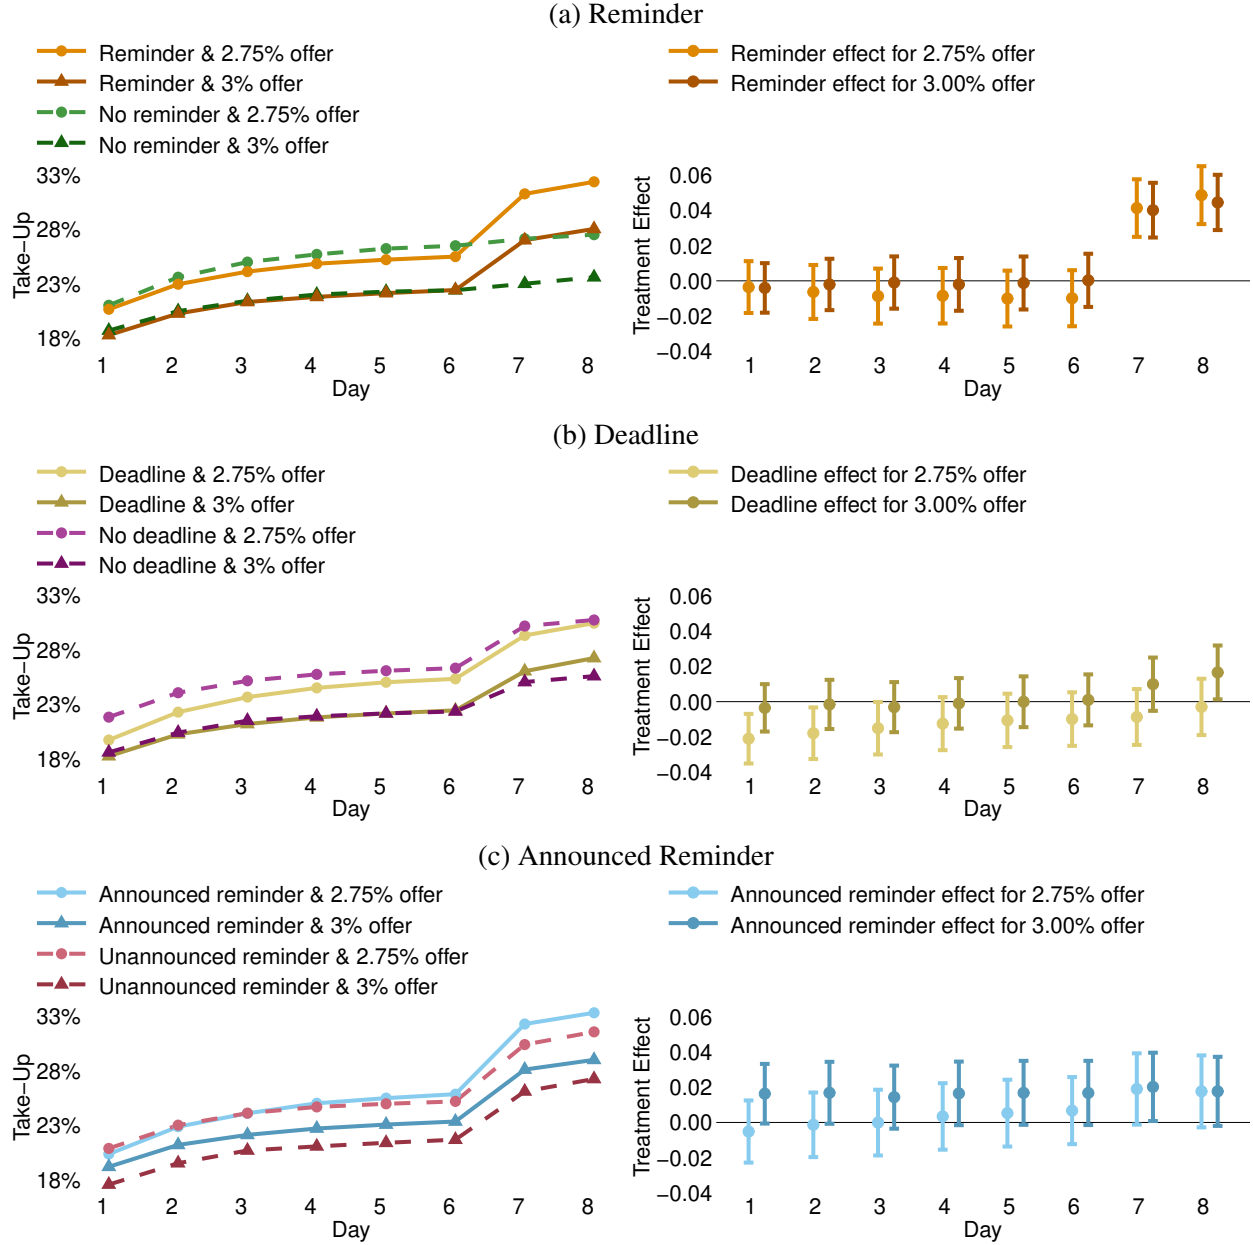 (a) Reminder
Reminder & 2.75% offer
Reminder & 3% offer
No reminder & 2.75% offer
No reminder & 3% offer
33%
28%
23%
18%
Take−Up
1 2 3 4 5 6 7 8
Day
Reminder effect for 2.75% offer
Reminder effect for 3.00% offer
0.06
0.04
0.02
0.00
−0.02
−0.04
Treatment Effect
1 2 3 4 5 6 7 8
Day
(b) Deadline
Deadline & 2.75% offer
Deadline & 3% offer
No deadline & 2.75% offer
No deadline & 3% offer
33%
28%
23%
18%
Take−Up
1 2 3 4 5 6 7 8
Day
Deadline effect for 2.75% offer
Deadline effect for 3.00% offer
0.06
0.04
0.02
0.00
−0.02
−0.04
Treatment Effect
1 2 3 4 5 6 7 8
Day
(c) Announced Reminder
Announced reminder & 2.75% offer
Announced reminder & 3% offer
Unannounced reminder & 2.75% offer
Unannounced reminder & 3% offer
33%
28%
23%
18%
Take−Up
1 2 3 4 5 6 7 8
Day
Announced reminder effect for 2.75% offer
Announced reminder effect for 3.00% offer
0.06
0.04
0.02
0.00
−0.02
−0.04
Treatment Effect
1 2 3 4 5 6 7 8
Day